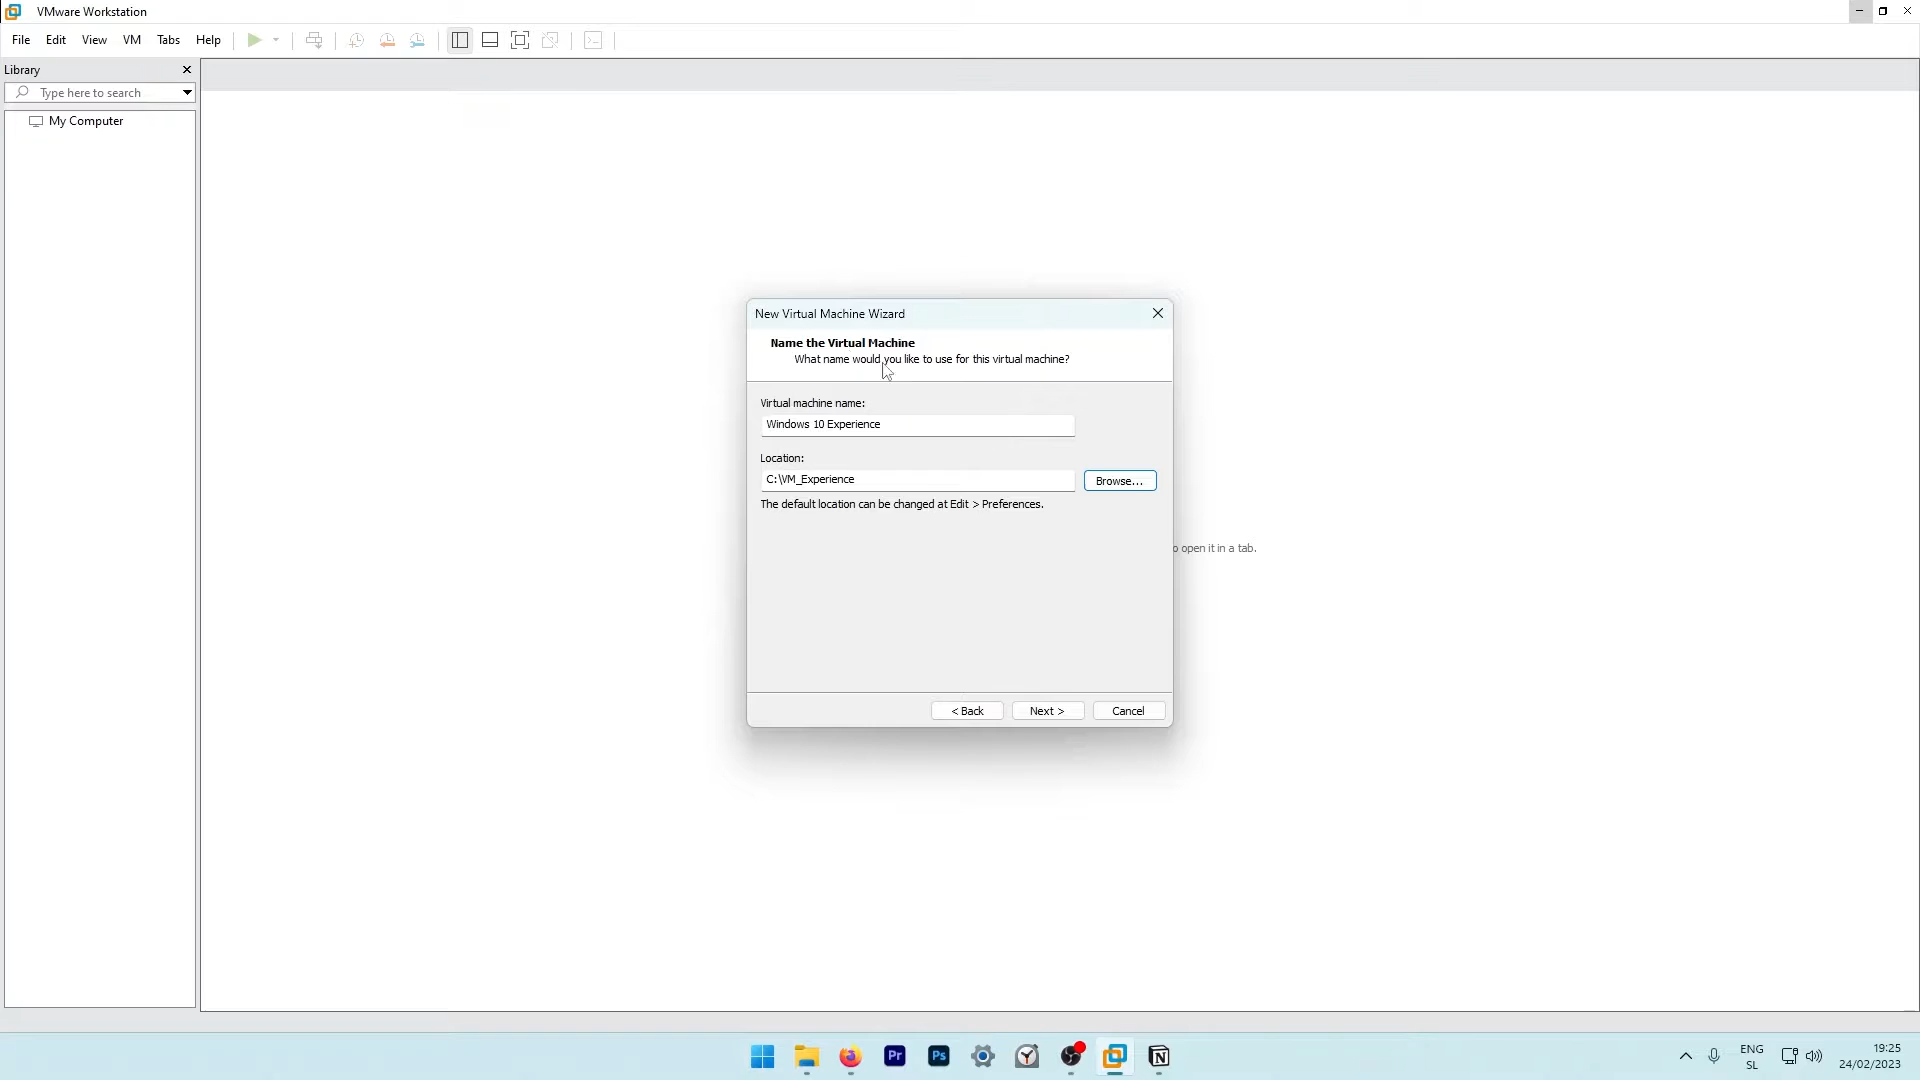 VMware Workstation
File Edit View VM Tabs Help
Library
Type here to search
My Computer
New Virtual Machine Wizard
Name the Virtual Machine
What name would you like to use for this virtual machine?
Virtual machine name:
Windows 10 Experience
Location:
C:\VM_Experience
Browse...
The default location can be changed at Edit > Preferences.
open it in a tab.
< Back
Next >
Cancel
Pr
Ps
ENG
SL
19:25
24/02/2023